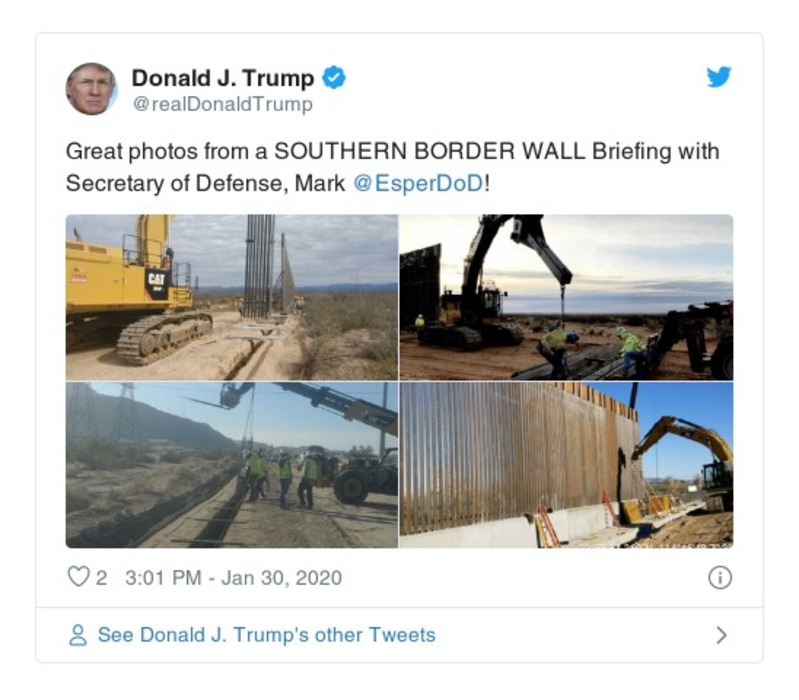 Donald J. Trump
@realDonaldTrump
Great photos from a SOUTHERN BORDER WALL Briefing with
Secretary of Defense, Mark @EsperDoD!
CAT
2 3:01 PM - Jan 30, 2020
See Donald J. Trump's other Tweets